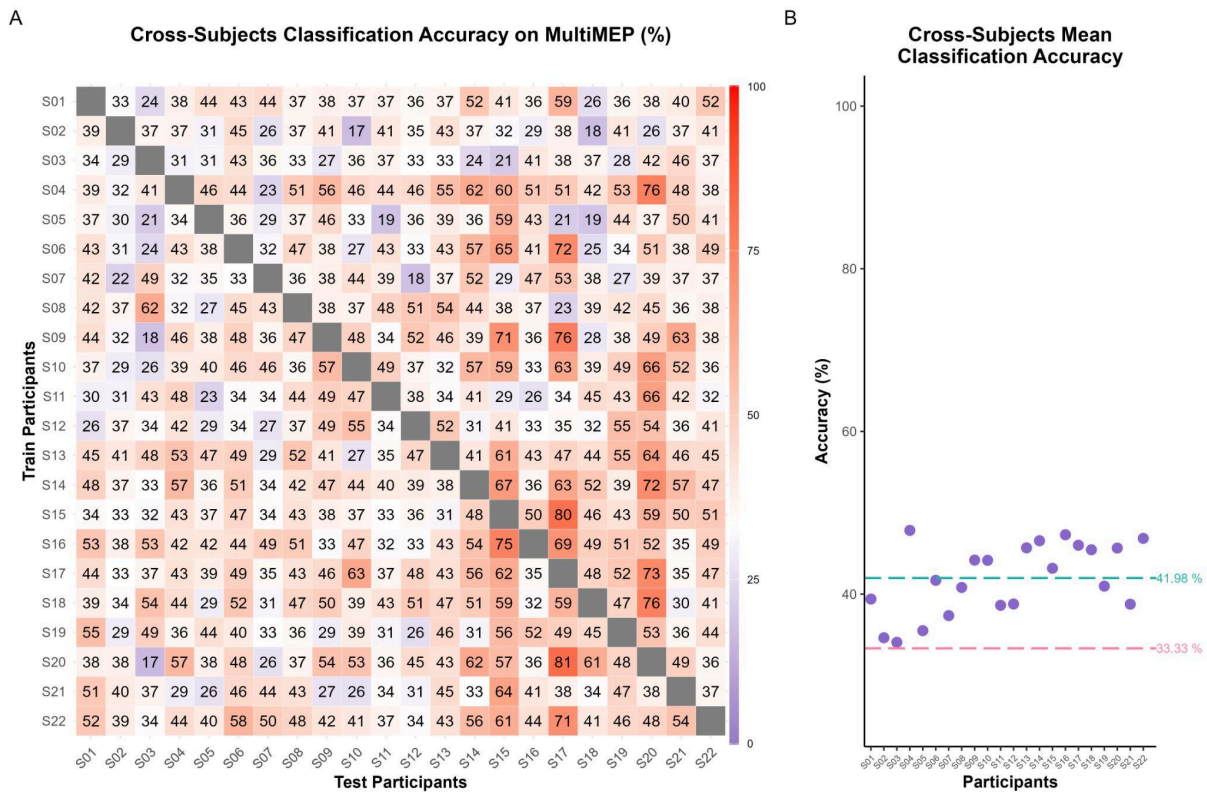 A
Cross-Subjects Classification Accuracy on MultiMEP (%)
Train Participants
S01 33 24 38 44 43 44 37 38 37 37 36 37 52 41 36 59 26 36 38 40 52
S02 39 37 37 31 45 26 37 41 17 41 35 43 37 32 29 38 18 41 26 37 41
S03 34 29 31 31 43 36 33 27 36 37 33 33 24 21 41 38 37 28 42 46 37
S04 39 32 41 46 44 23 51 56 46 44 46 55 62 60 51 51 42 53 76 48 38
S05 37 30 21 34 36 29 37 46 33 19 36 39 36 59 43 21 19 44 37 50 41
S06 43 31 24 43 38 32 47 38 27 43 33 43 57 65 41 72 25 34 51 38 49
S07 42 22 49 32 35 33 36 38 44 39 18 37 52 29 47 53 38 27 39 37 37
S08 42 37 62 32 27 45 43 38 37 48 51 54 44 38 37 23 39 42 45 36 38
S09 44 32 18 46 38 48 36 47 48 34 52 46 39 71 36 76 28 38 49 63 38
S10 37 29 26 39 40 46 46 36 57 49 37 32 57 59 33 63 39 49 66 52 36
S11 30 31 43 48 23 34 34 44 49 47 38 34 41 29 26 34 45 43 66 42 32
S12 26 37 34 42 29 34 27 37 49 55 34 52 31 41 33 35 32 55 54 36 41
S13 45 41 48 53 47 49 29 52 41 27 35 47 41 61 43 47 44 55 64 46 45
S14 48 37 33 57 36 51 34 42 47 44 40 39 38 67 36 63 52 39 72 57 47
S15 34 33 32 43 37 47 34 43 38 37 33 36 31 48 50 80 46 43 59 50 51
S16 53 38 53 42 42 44 49 51 33 47 32 33 43 54 75 69 49 51 52 35 49
S17 44 33 37 43 39 49 35 43 46 63 37 48 43 56 62 35 48 52 73 35 47
S18 39 34 54 44 29 52 31 47 50 39 43 51 47 51 59 32 59 47 76 30 41
S19 55 29 49 36 44 40 33 36 29 39 31 26 46 31 56 52 49 45 53 36 44
S20 38 38 17 57 38 48 26 37 54 53 36 45 43 62 57 36 81 61 48 49 36
S21 51 40 37 29 26 46 44 43 27 26 34 31 45 33 64 41 38 34 47 38 37
S22 52 39 34 44 40 58 50 48 42 41 37 34 43 56 61 44 71 41 46 48 54
S01 S02 S03 S04 S05 S06 S07 S08 S09 S10 S11 S12 S13 S14 S15 S16 S17 S18 S19 S20 S21 S22
Test Participants
100
75
50
25
0
B
Cross-Subjects Mean
Classification Accuracy
Accuracy (%)
100
80
60
40
41.98 %
33.33 %
S01 S02 S03 S04 S05 S06 S07 S08 S09 S10 S11 S12 S13 S14 S15 S16 S17 S18 S19 S20 S21 S22
Participants